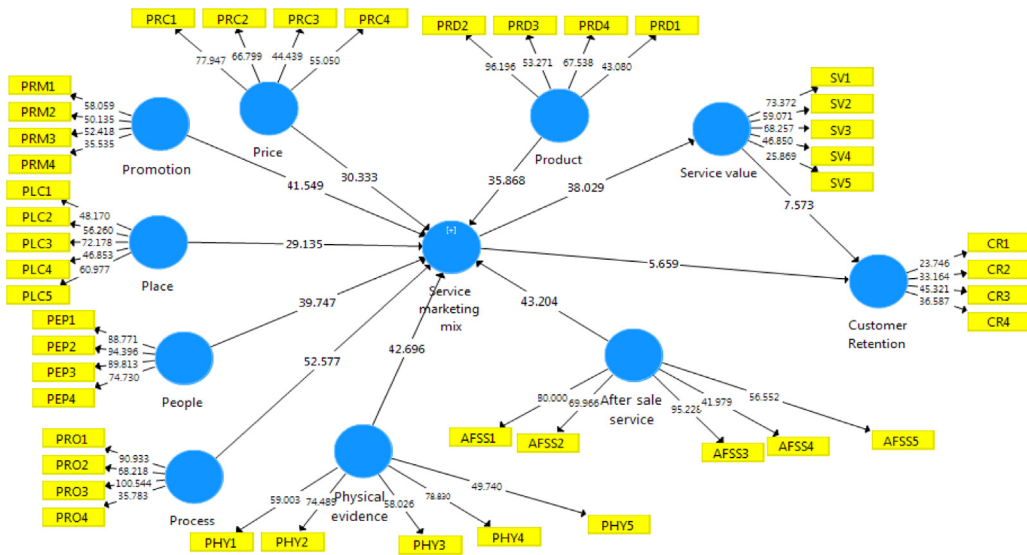 PRC1
PRC2
PRC3
PRC4
77.947
66.799
44.439
55.050
Price
PRD2
PRD3
PRD4
PRD1
96.196
53.271
67.538
43.080
Product
PRM1
PRM2
PRM3
PRM4
58.059
50.135
52.418
35.535
Promotion
SV1
SV2
SV3
SV4
SV5
73.372
59.071
68.257
46.850
25.869
Service value
PLC1
PLC2
PLC3
PLC4
PLC5
48.170
56.260
72.178
46.853
60.977
Place
41.549
30.333
35.868
38.029
7.573
29.135
[+]
Service
marketing
mix
5.659
CR1
CR2
CR3
CR4
23.746
33.164
45.321
36.587
Customer
Retention
39.747
52.577
42.696
43.204
PEP1
PEP2
PEP3
PEP4
94.396
74.730
People
After sale
service
69.966
95.228
41.979
56.552
AFSS1
AFSS2
AFSS3
AFSS4
AFSS5
PRO1
PRO2
PRO3
PRO4
90.933
68.218
100.544
35.783
Process
Physical
evidence
59.003
74.489
58.026
78.830
49.740
PHY1
PHY2
PHY3
PHY4
PHY5